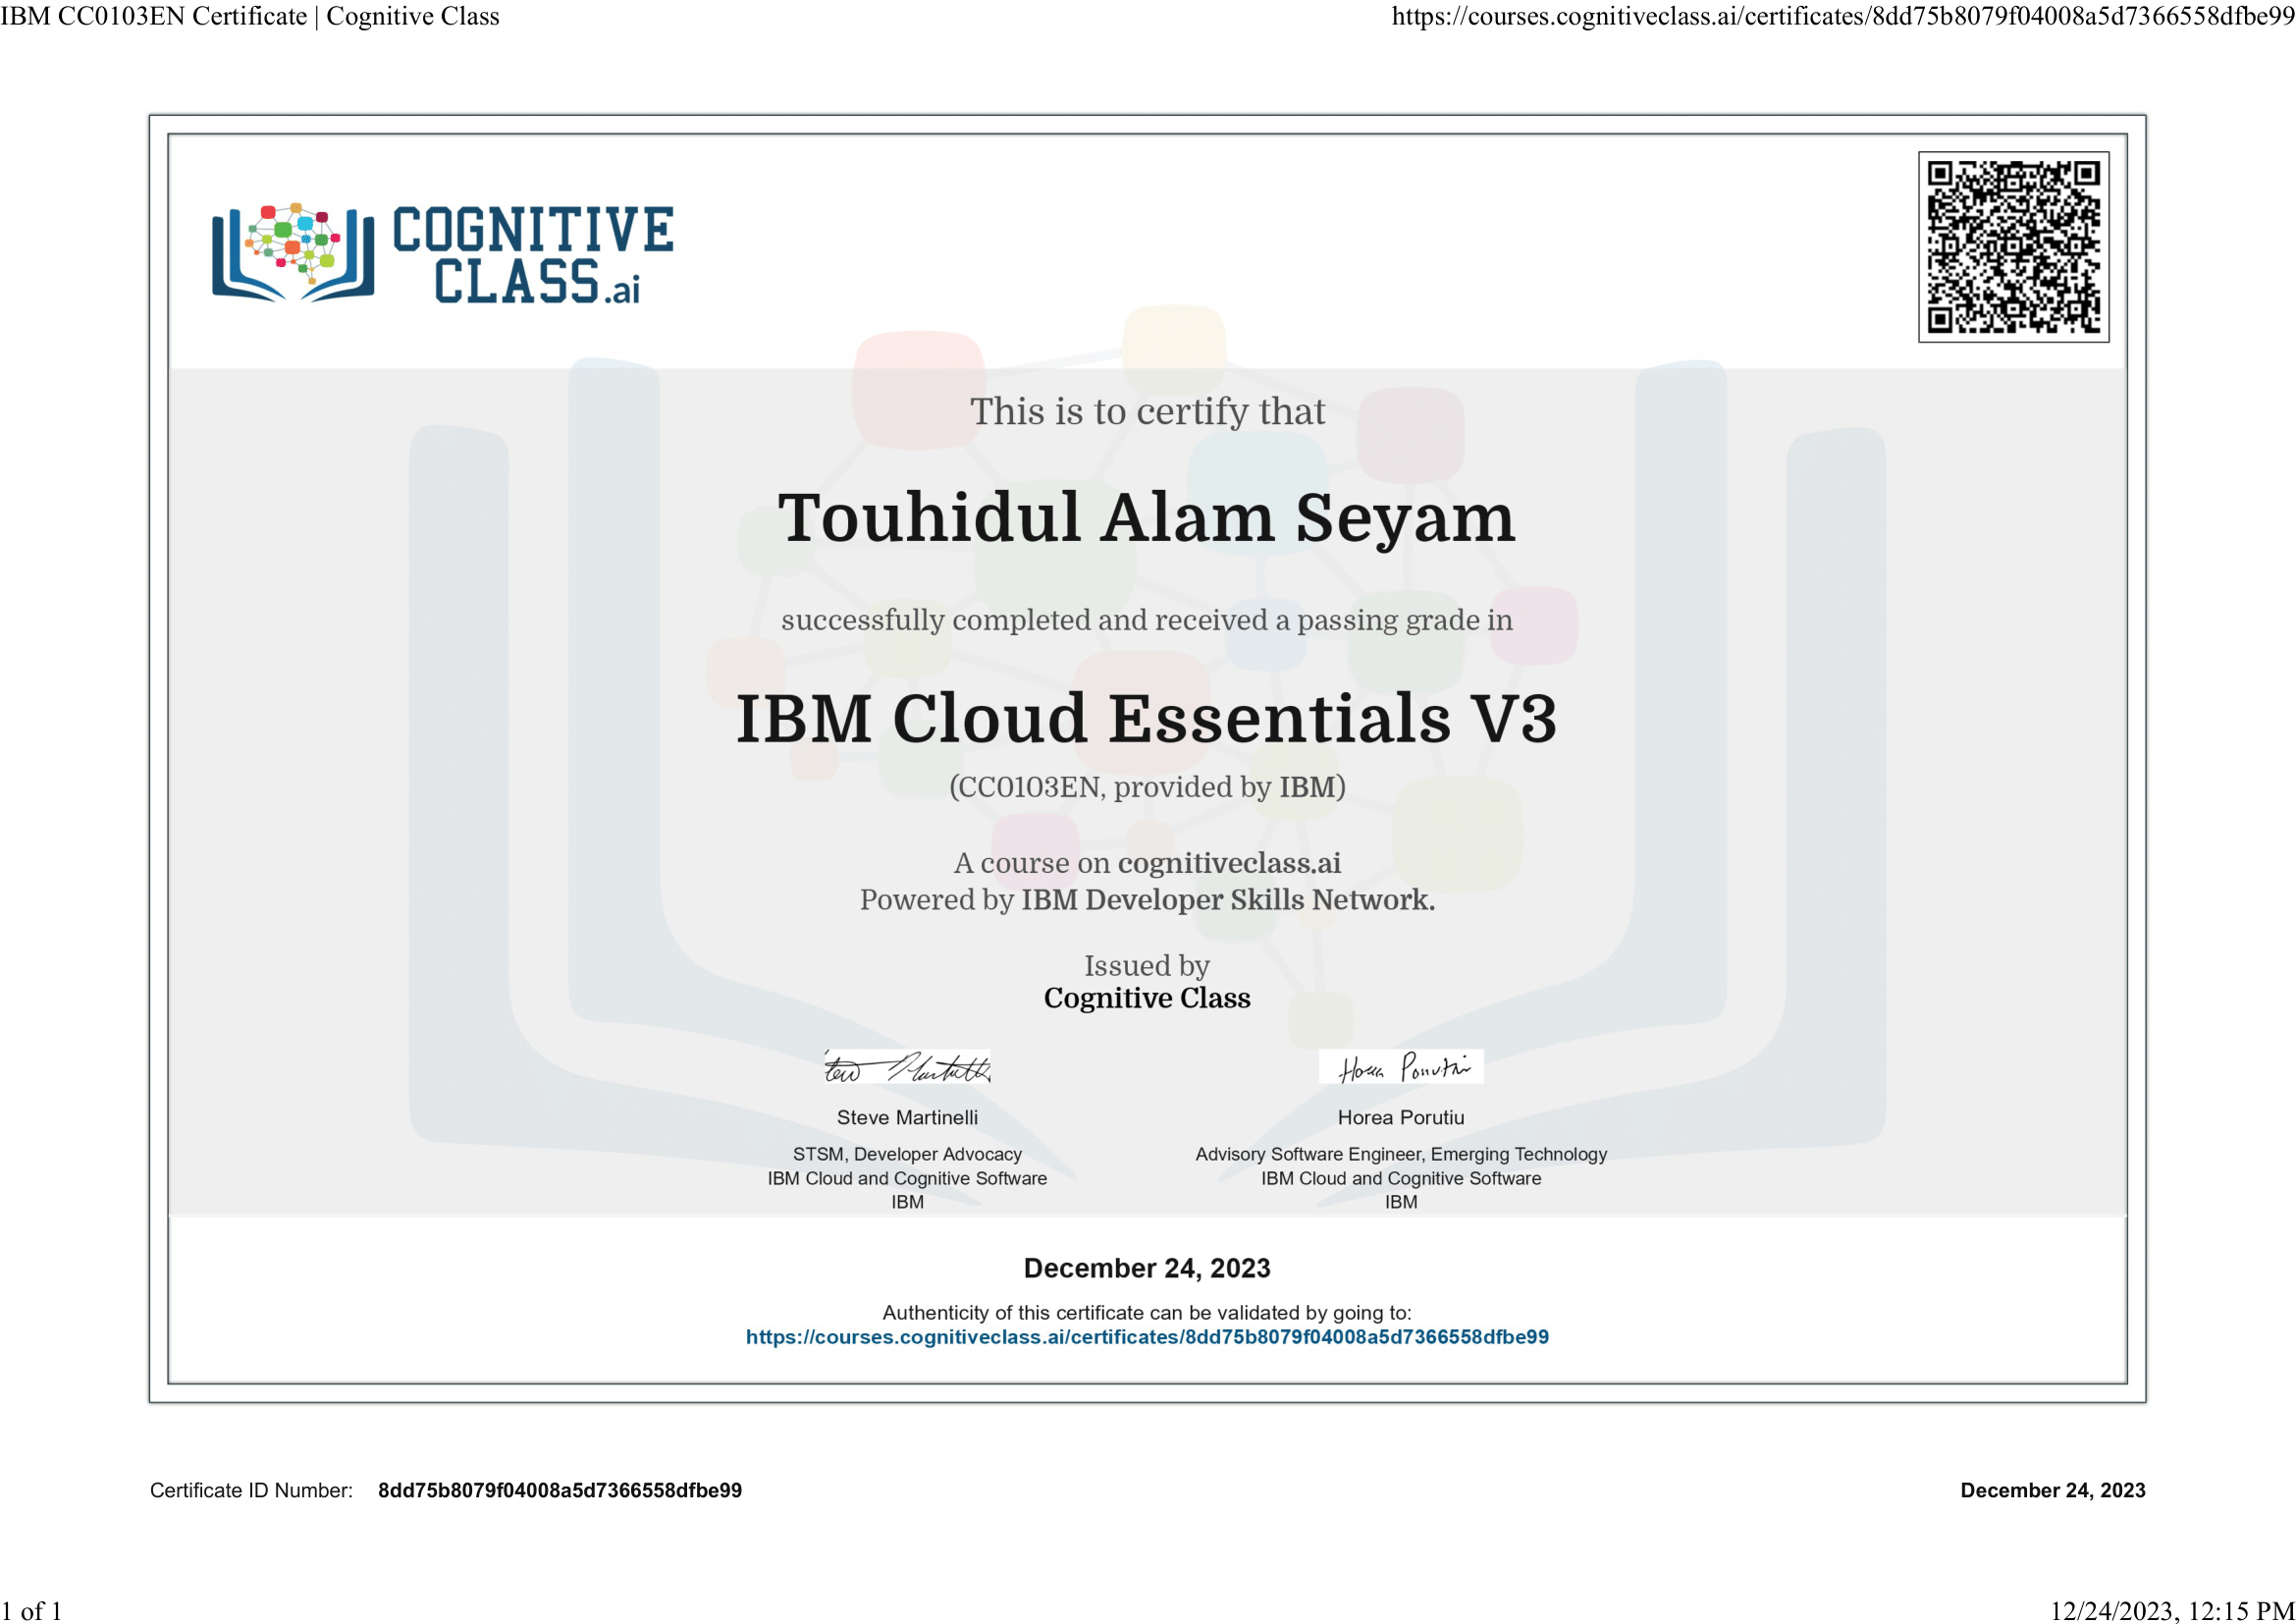 IBM CC0103EN Certificate | Cognitive Class
https://courses.cognitiveclass.ai/certificates/8dd75b8079f04008a5d7366558dfbe99
COGNITIVE
CLASS.ai
This is to certify that
Touhidul Alam Seyam
successfully completed and received a passing grade in
IBM Cloud Essentials V3
(CC0103EN, provided by IBM)
A course on cognitiveclass.ai
Powered by IBM Developer Skills Network.
Issued by
Cognitive Class
Steve Martinelli
STSM, Developer Advocacy
IBM Cloud and Cognitive Software
IBM
Horea Porutiu
Horea Porutiu
Advisory Software Engineer, Emerging Technology
IBM Cloud and Cognitive Software
IBM
December 24, 2023
Authenticity of this certificate can be validated by going to:
https://courses.cognitiveclass.ai/certificates/8dd75b8079f04008a5d7366558dfbe99
Certificate ID Number: 8dd75b8079f04008a5d7366558dfbe99
December 24, 2023
1 of 1
12/24/2023, 12:15 PM